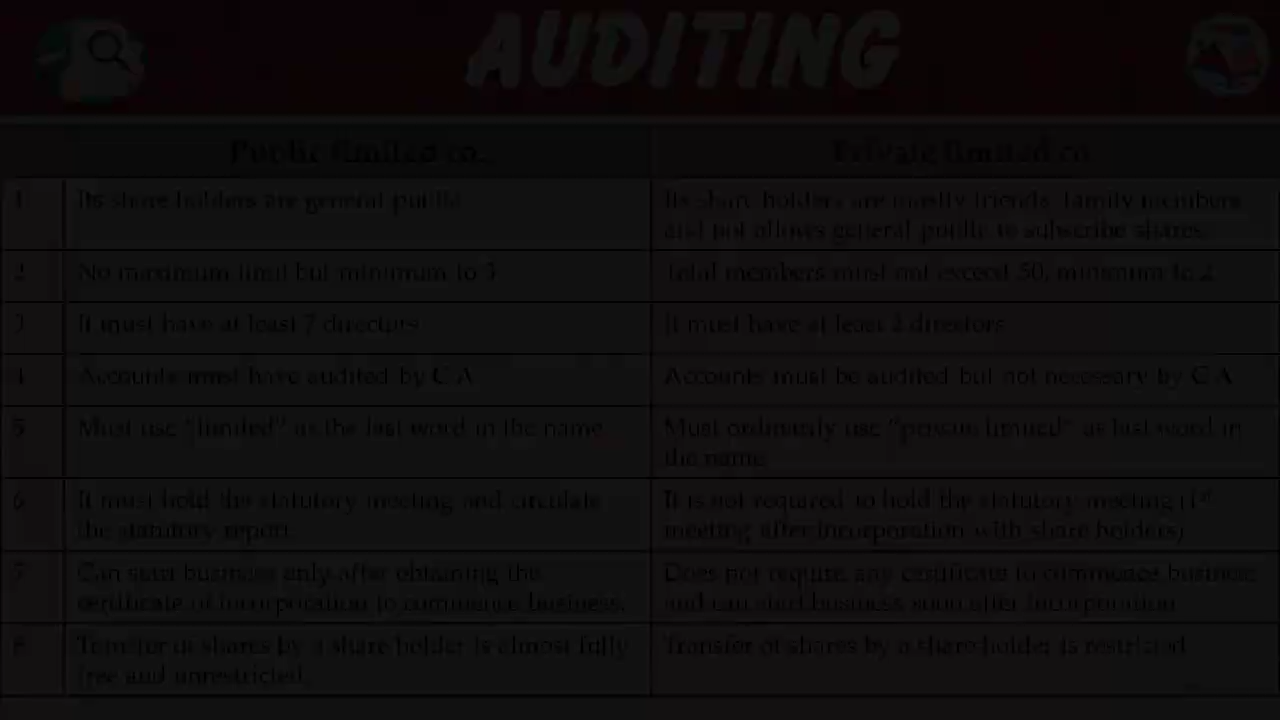 AUDITING
Public limited co.
Private limited co
1
Its share holders are general public
Its share holders are mostly friends, family members
and not allows general public to subscribe shares.
2
No maximum limit but minimum to 3
Total members must not exceed 50, minimum to 2
3
It must have at least 7 directors
It must have at least 2 directors
4
Accounts must have audited by C A
Accounts must be audited but not necessary by C A
5
Must use "limited" as the last word in the name
Must ordinarily use "private limited" as last word in
the name
6
It must hold the statutory meeting and circulate
the statutory report.
It is not required to hold the statutory meeting (1st
meeting after incorporation with share holders)
7
Can start business only after obtaining the
certificate of incorporation to commence business.
Does not require any certificate to commence business
and can start business soon after incorporation
8
Transfer of shares by a share holder is almost fully
free and unrestricted.
Transfer of shares by a shareholder is restricted